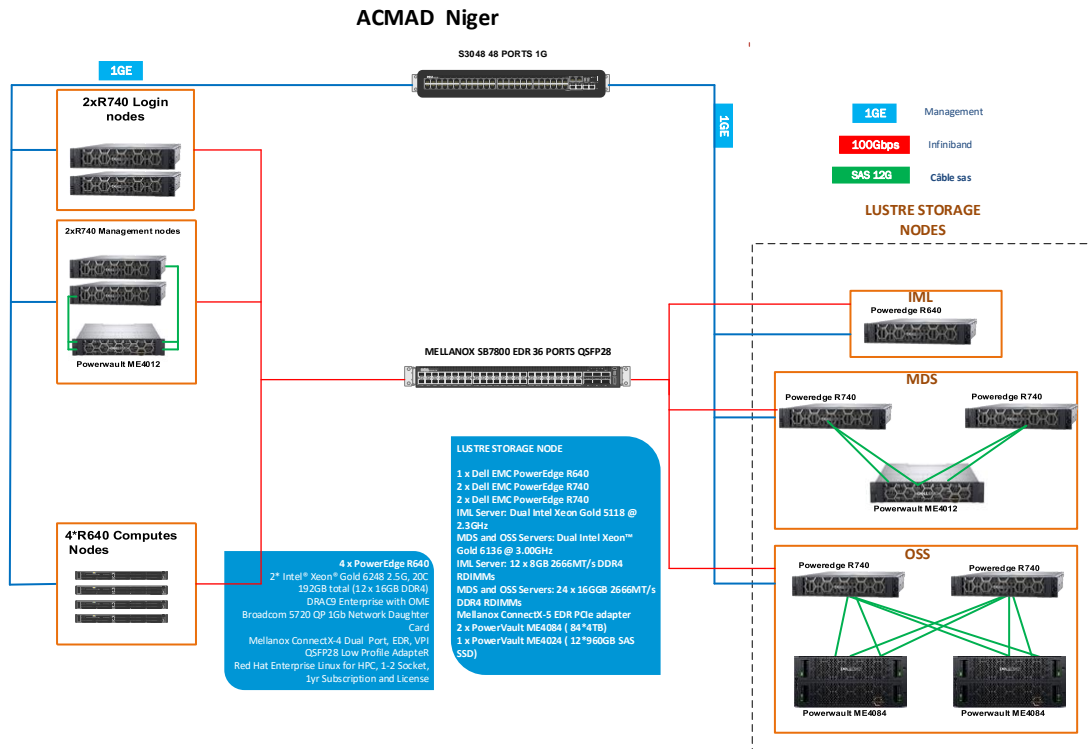 ACMAD Niger
S3048 48 PORTS 1G
1GE
2xR740 Login
nodes
1GE
1GE
Management
100Gbps
Infiniband
SAS 12G
Câble sas
LUSTRE STORAGE
NODES
2xR740 Management nodes
Powerwault ME4012
IML
Poweredge R640
MELLANOX SB7800 EDR 36 PORTS QSFP28
MDS
Poweredge R740
Poweredge R740
Powerwault ME4012
4*R640 Computes
Nodes
4 x PowerEdge R640
2* Intel® Xeon® Gold 6248 2.5G, 20C
192GB total (12 x 16GB DDR4)
DRAC9 Enterprise with OME
Broadcom 5720 QP 1Gb Network Daughter
Card
Mellanox ConnectX-4 Dual Port, EDR, VPI
QSFP28 Low Profile AdapteR
Red Hat Enterprise Linux for HPC, 1-2 Socket,
1yr Subscription and License
LUSTRE STORAGE NODE
1 x Dell EMC PowerEdge R640
2 x Dell EMC PowerEdge R740
2 x Dell EMC PowerEdge R740
IML Server: Dual Intel Xeon Gold 5118 @
2.3GHz
MDS and OSS Servers: Dual Intel Xeon™
Gold 6136 @ 3.00GHz
IML Server: 12 x 8GB 2666MT/s DDR4
RDIMMs
MDS and OSS Servers: 24 x 16GGB 2666MT/s
DDR4 RDIMMs
Mellanox ConnectX-5 EDR PCIe adapter
2 x PowerVault ME4084 ( 84*4TB)
1 x PowerVault ME4024 ( 12*960GB SAS
SSD)
OSS
Poweredge R740
Poweredge R740
Powerwault ME4084
Powerwault ME4084